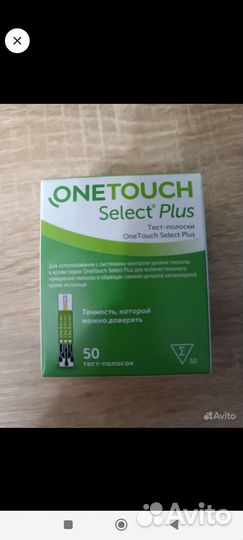 ONETOUCH
Select® Plus
Тест-полоски
OneTouch Select Plus
Для использования с системами контроля уровня глюкозы
в крови серии OneTouch Select Plus для количественного
измерения глюкозы в образцах свежей цельной капиллярной
крови из пальца
Точность, которой
можно доверять
50
тест-полосок
Σ
50
Avito
Avito